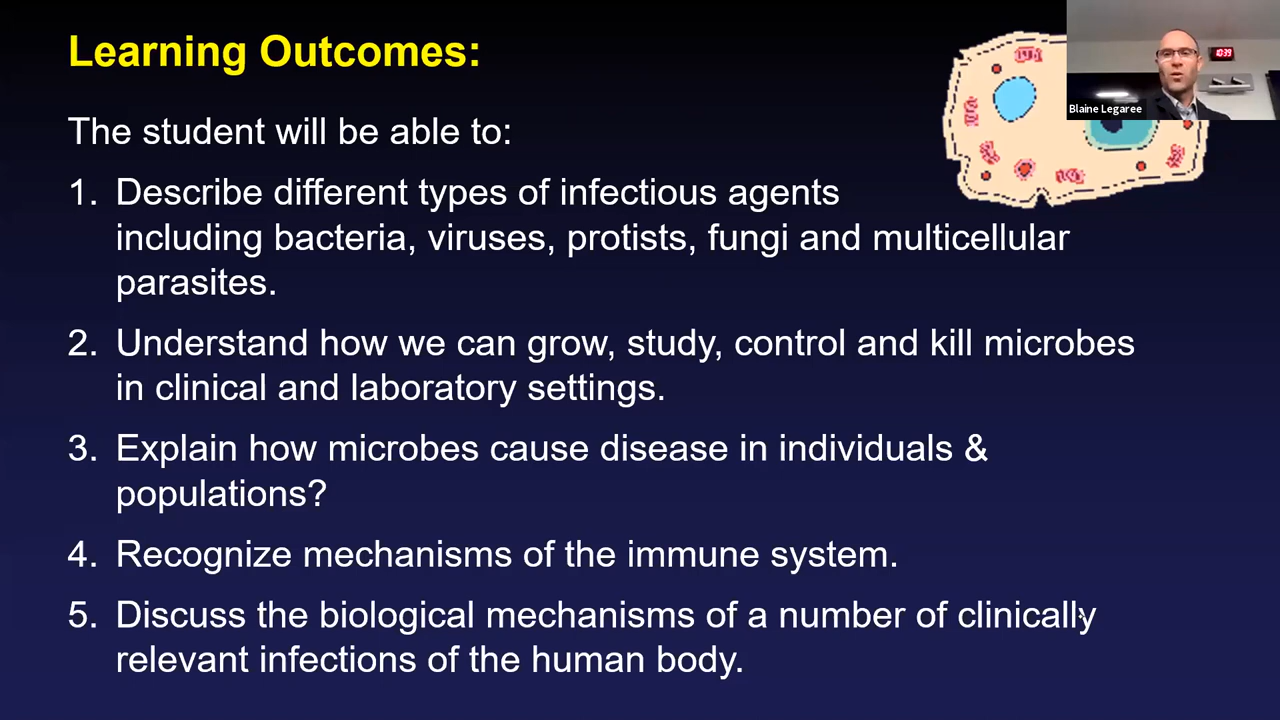 Learning Outcomes:
The student will be able to:
1. Describe different types of infectious agents
including bacteria, viruses, protists, fungi and multicellular
parasites.
2. Understand how we can grow, study, control and kill microbes
in clinical and laboratory settings.
3. Explain how microbes cause disease in individuals &
populations?
4. Recognize mechanisms of the immune system.
5. Discuss the biological mechanisms of a number of clinically
relevant infections of the human body.
10:39
Blaine Legaree